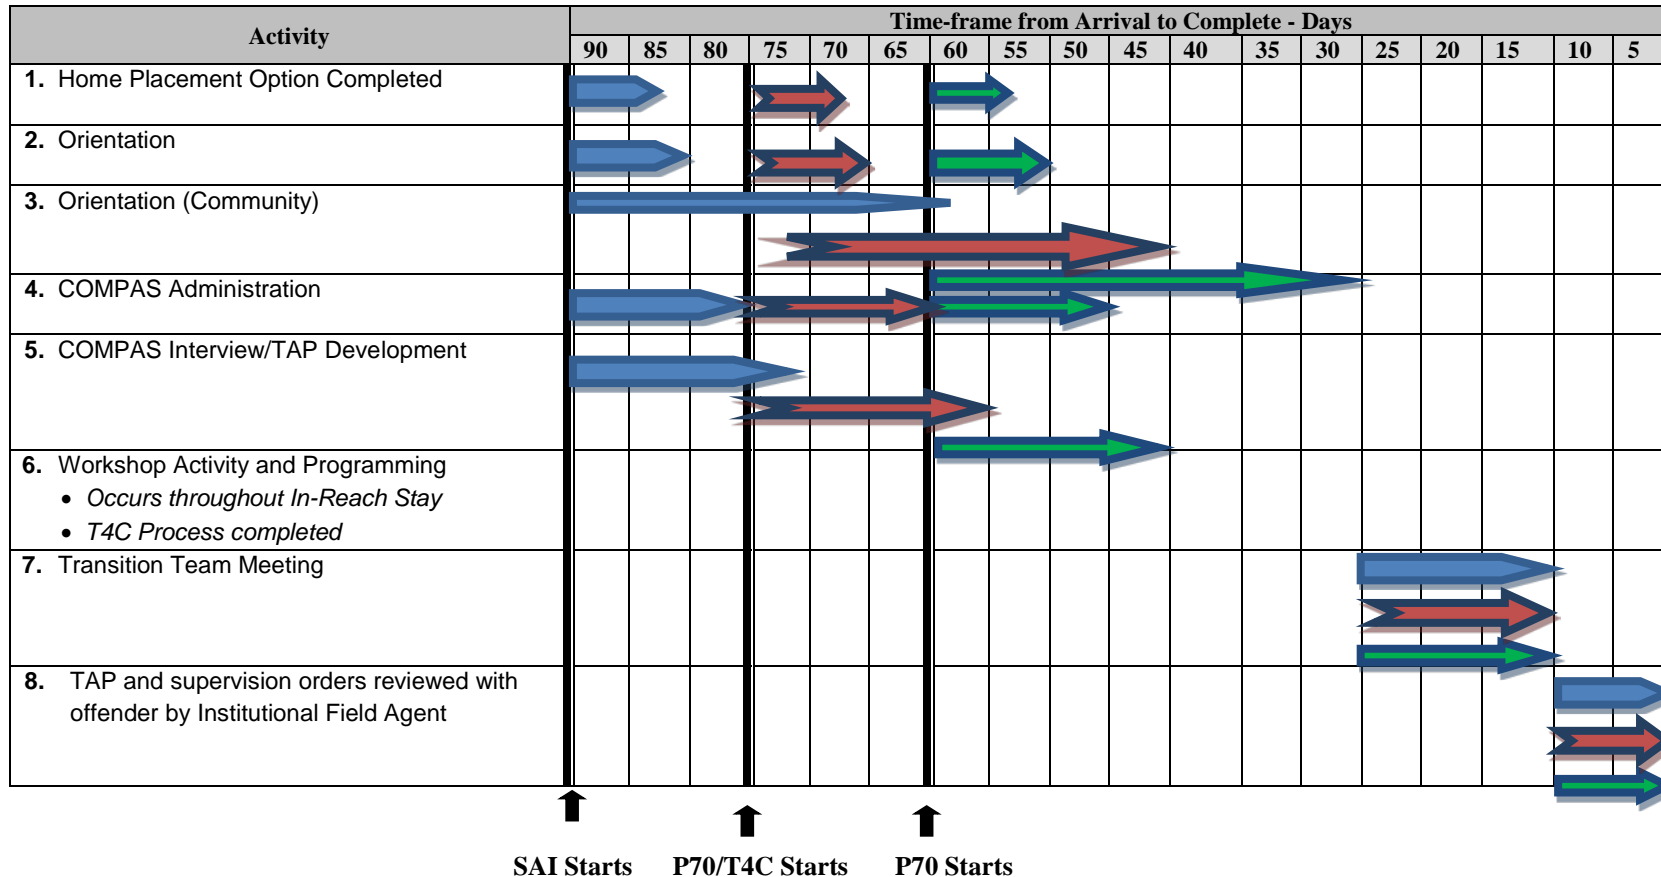 Activity
Time-frame from Arrival to Complete - Days
90 85 80 75 70 65 60 55 50 45 40 35 30 25 20 15 10 5
1. Home Placement Option Completed
2. Orientation
3. Orientation (Community)
4. COMPAS Administration
5. COMPAS Interview/TAP Development
6. Workshop Activity and Programming
• Occurs throughout In-Reach Stay
• T4C Process completed
7. Transition Team Meeting
8. TAP and supervision orders reviewed with
offender by Institutional Field Agent
SAI Starts P70/T4C Starts P70 Starts